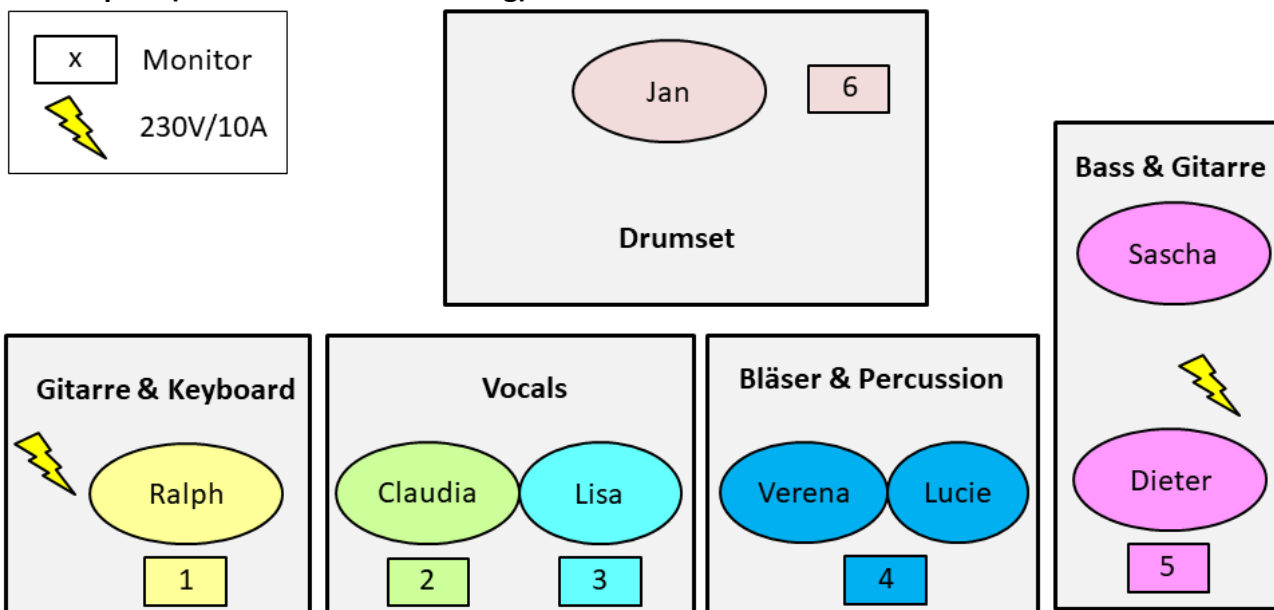 x Monitor
230V/10A
Jan 6
Drumset
Bass & Gitarre
Sascha
Dieter
5
Gitarre & Keyboard
Ralph
1
Vocals
Claudia Lisa
2 3
Bläser & Percussion
Verena Lucie
4